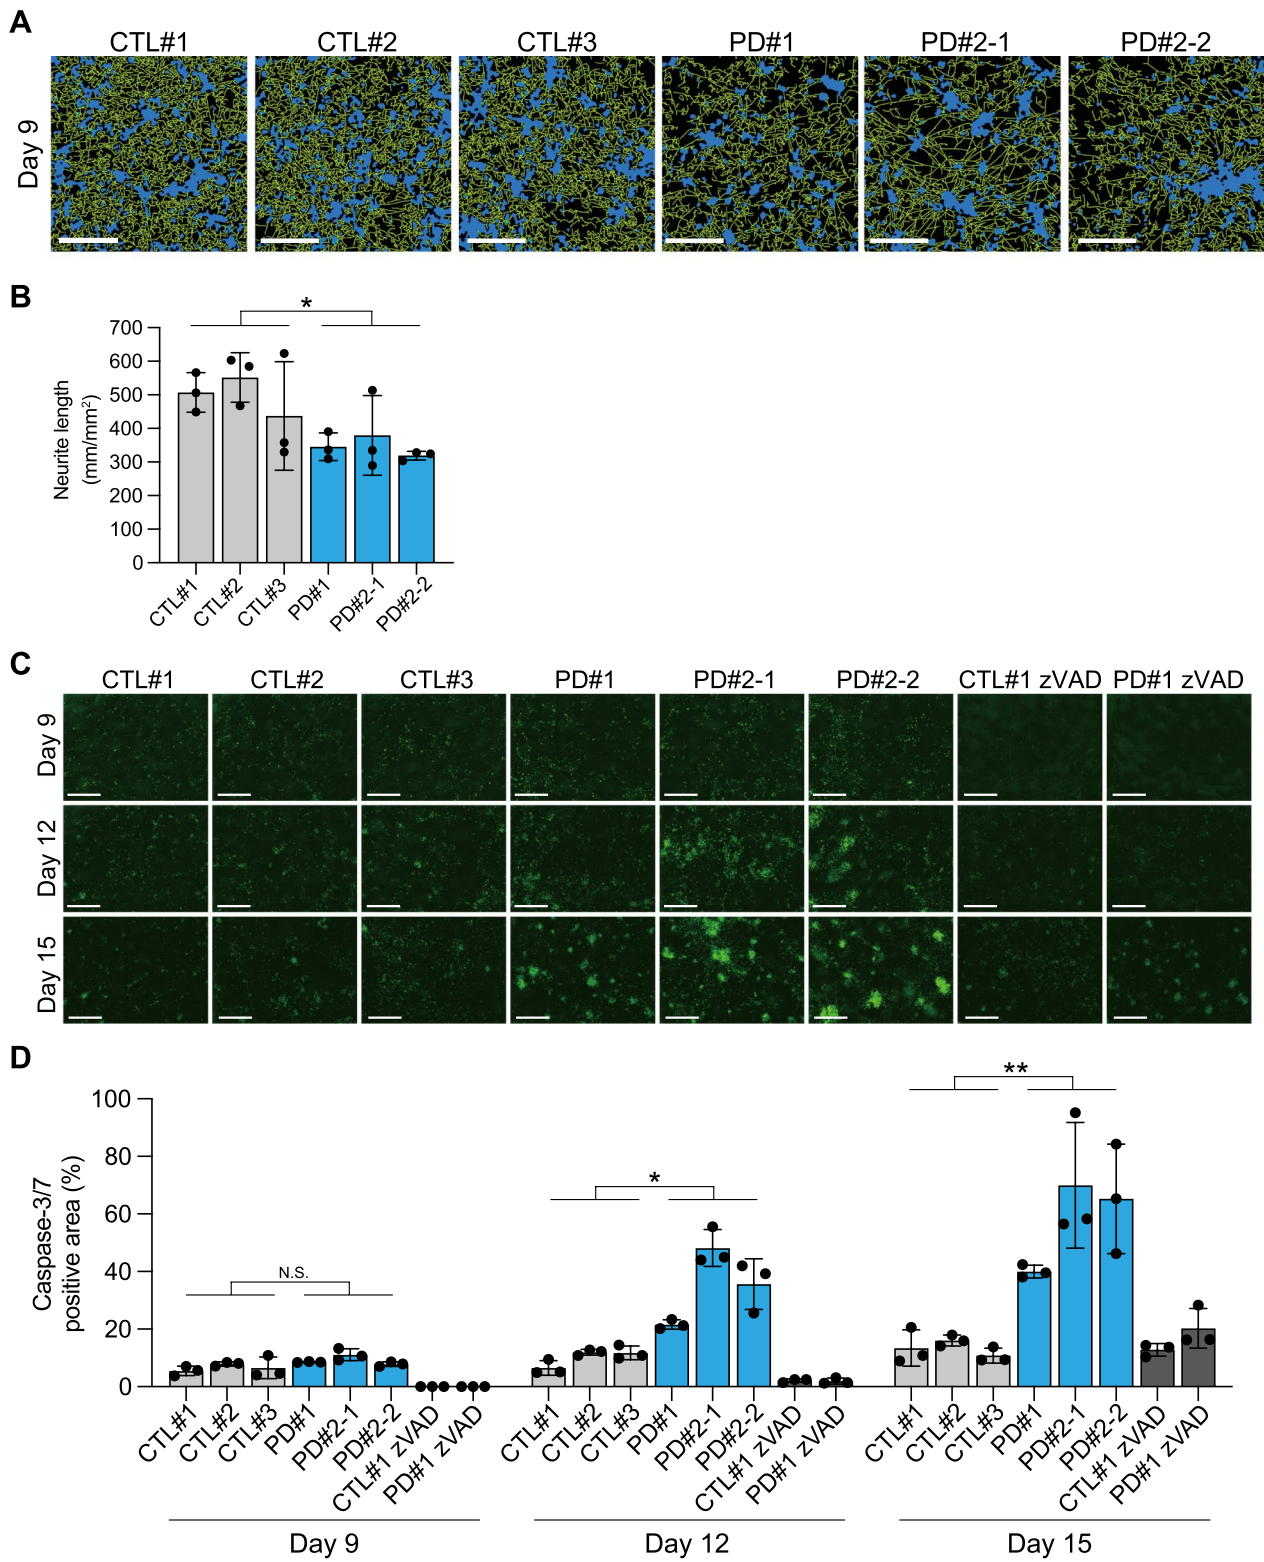 A
CTL#1 CTL#2 CTL#3 PD#1 PD#2-1 PD#2-2
Day 9
B
*
700
600
500
400
300
200
100
0
Neurite length
(mm/mm²)
CTL#1 CTL#2 CTL#3 PD#1 PD#2-1 PD#2-2
C
CTL#1 CTL#2 CTL#3 PD#1 PD#2-1 PD#2-2 CTL#1 zVAD PD#1 zVAD
Day 9
Day 12
Day 15
D
100
80
60
40
20
0
Caspase-3/7
positive area (%)
N.S. * **
CTL#1 CTL#2 CTL#3 PD#1 PD#2-1 PD#2-2 CTL#1 zVAD PD#1 zVAD CTL#1 CTL#2 CTL#3 PD#1 PD#2-1 PD#2-2 CTL#1 zVAD PD#1 zVAD CTL#1 CTL#2 CTL#3 PD#1 PD#2-1 PD#2-2 CTL#1 zVAD PD#1 zVAD
Day 9 Day 12 Day 15